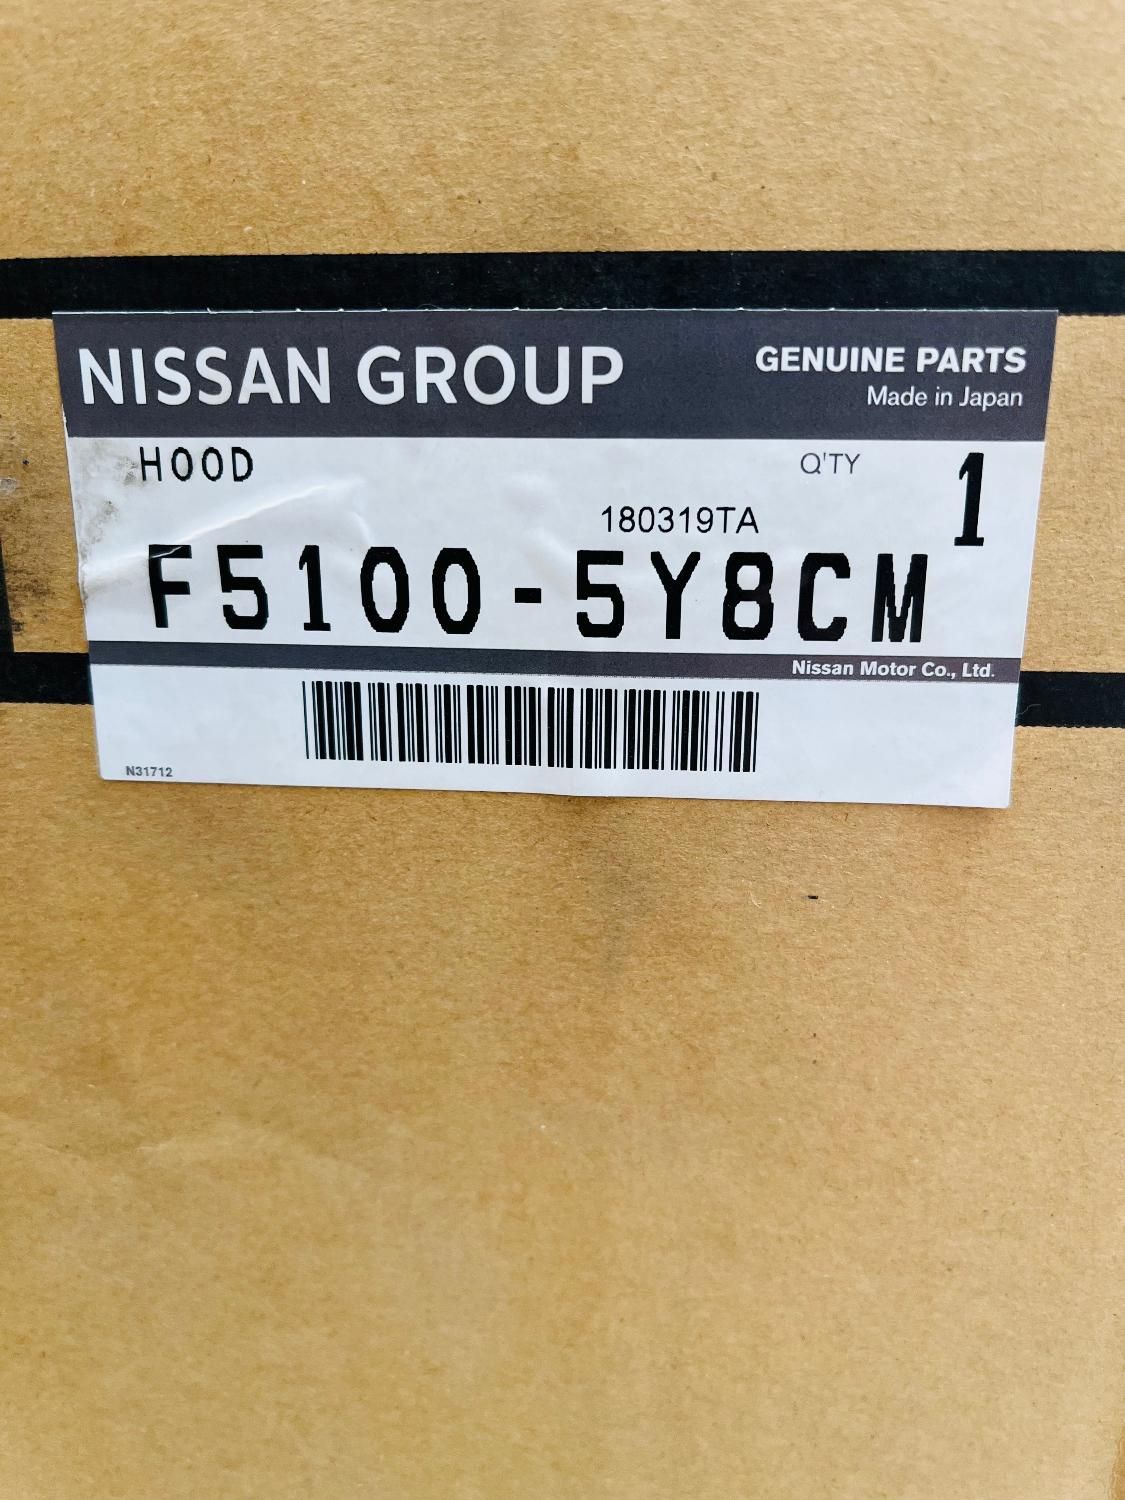 NISSAN GROUP
GENUINE PARTS
Made in Japan
HOOD
Q'TY 1
180319TA
F5100-5Y8CM
Nissan Motor Co., Ltd.
N31712